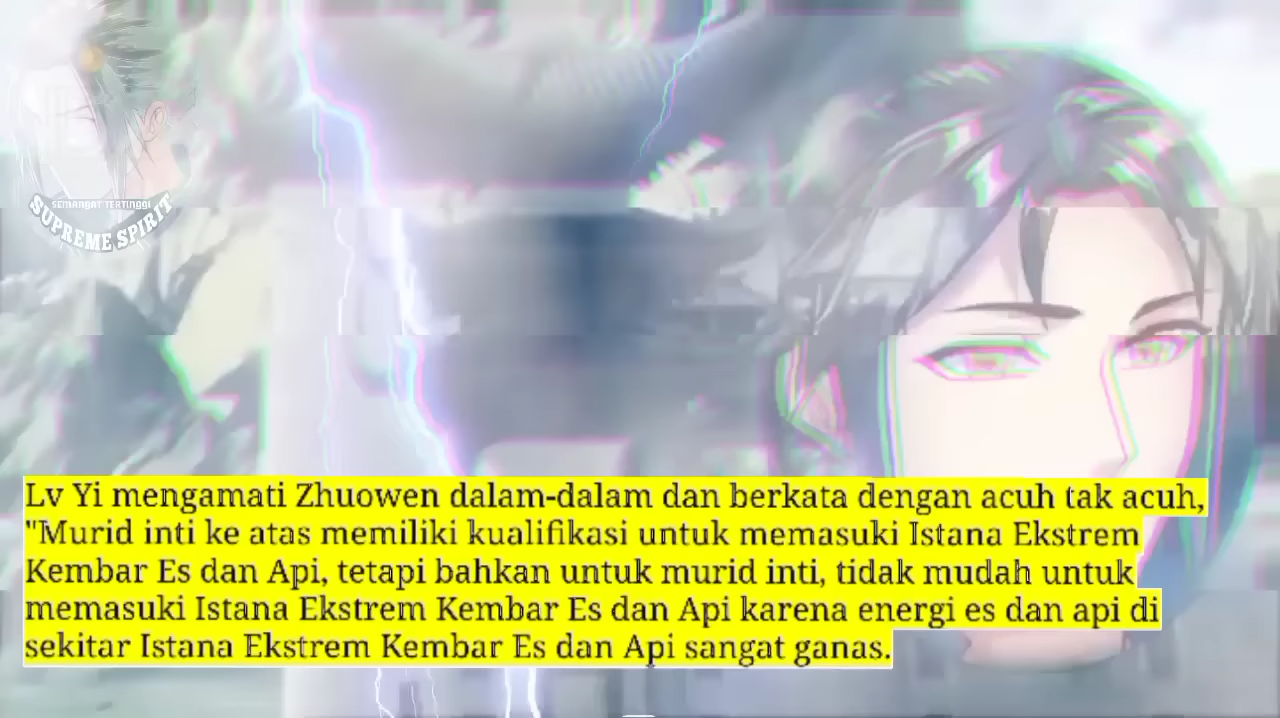 SEMANGAT TERTINGGI
SUPREME SPIRIT
Lv Yi mengamati Zhuowen dalam-dalam dan berkata dengan acuh tak acuh,
"Murid inti ke atas memiliki kualifikasi untuk memasuki Istana Ekstrem
Kembar Es dan Api, tetapi bahkan untuk murid inti, tidak mudah untuk
memasuki Istana Ekstrem Kembar Es dan Api karena energi es dan api di
sekitar Istana Ekstrem Kembar Es dan Api sangat ganas.